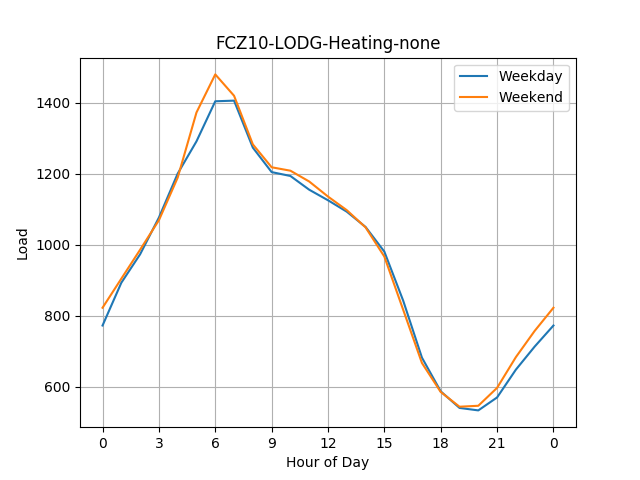 FCZ10-LODG-Heating-none
Weekday
Weekend
1400
1200
1000
800
600
Load
0 3 6 9 12 15 18 21 0
Hour of Day